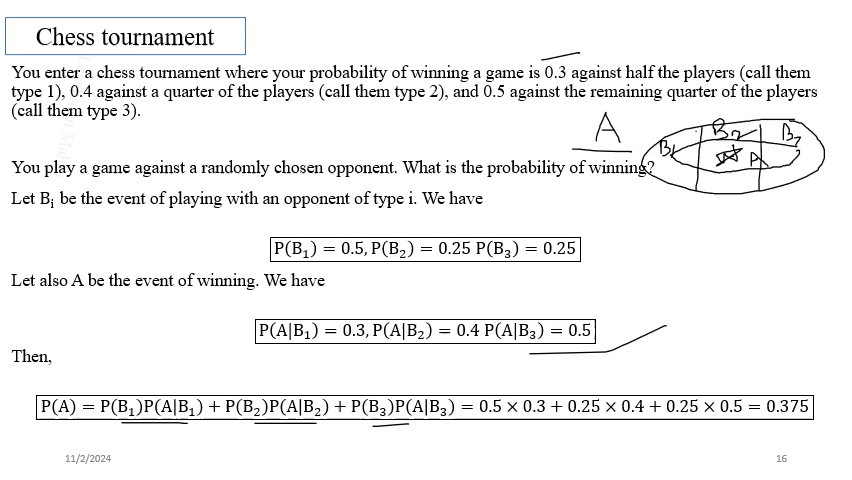 Chess tournament
You enter a chess tournament where your probability of winning a game is 0.3 against half the players (call them
type 1), 0.4 against a quarter of the players (call them type 2), and 0.5 against the remaining quarter of the players
(call them type 3).
A
B₁ B₂ B₃
A
You play a game against a randomly chosen opponent. What is the probability of winning?
Let Bᵢ be the event of playing with an opponent of type i. We have
P(B₁) = 0.5, P(B₂) = 0.25 P(B₃) = 0.25
Let also A be the event of winning. We have
P(A|B₁) = 0.3, P(A|B₂) = 0.4 P(A|B₃) = 0.5
Then,
P(A) = P(B₁)P(A|B₁) + P(B₂)P(A|B₂) + P(B₃)P(A|B₃) = 0.5 × 0.3 + 0.25 × 0.4 + 0.25 × 0.5 = 0.375
11/2/2024 16